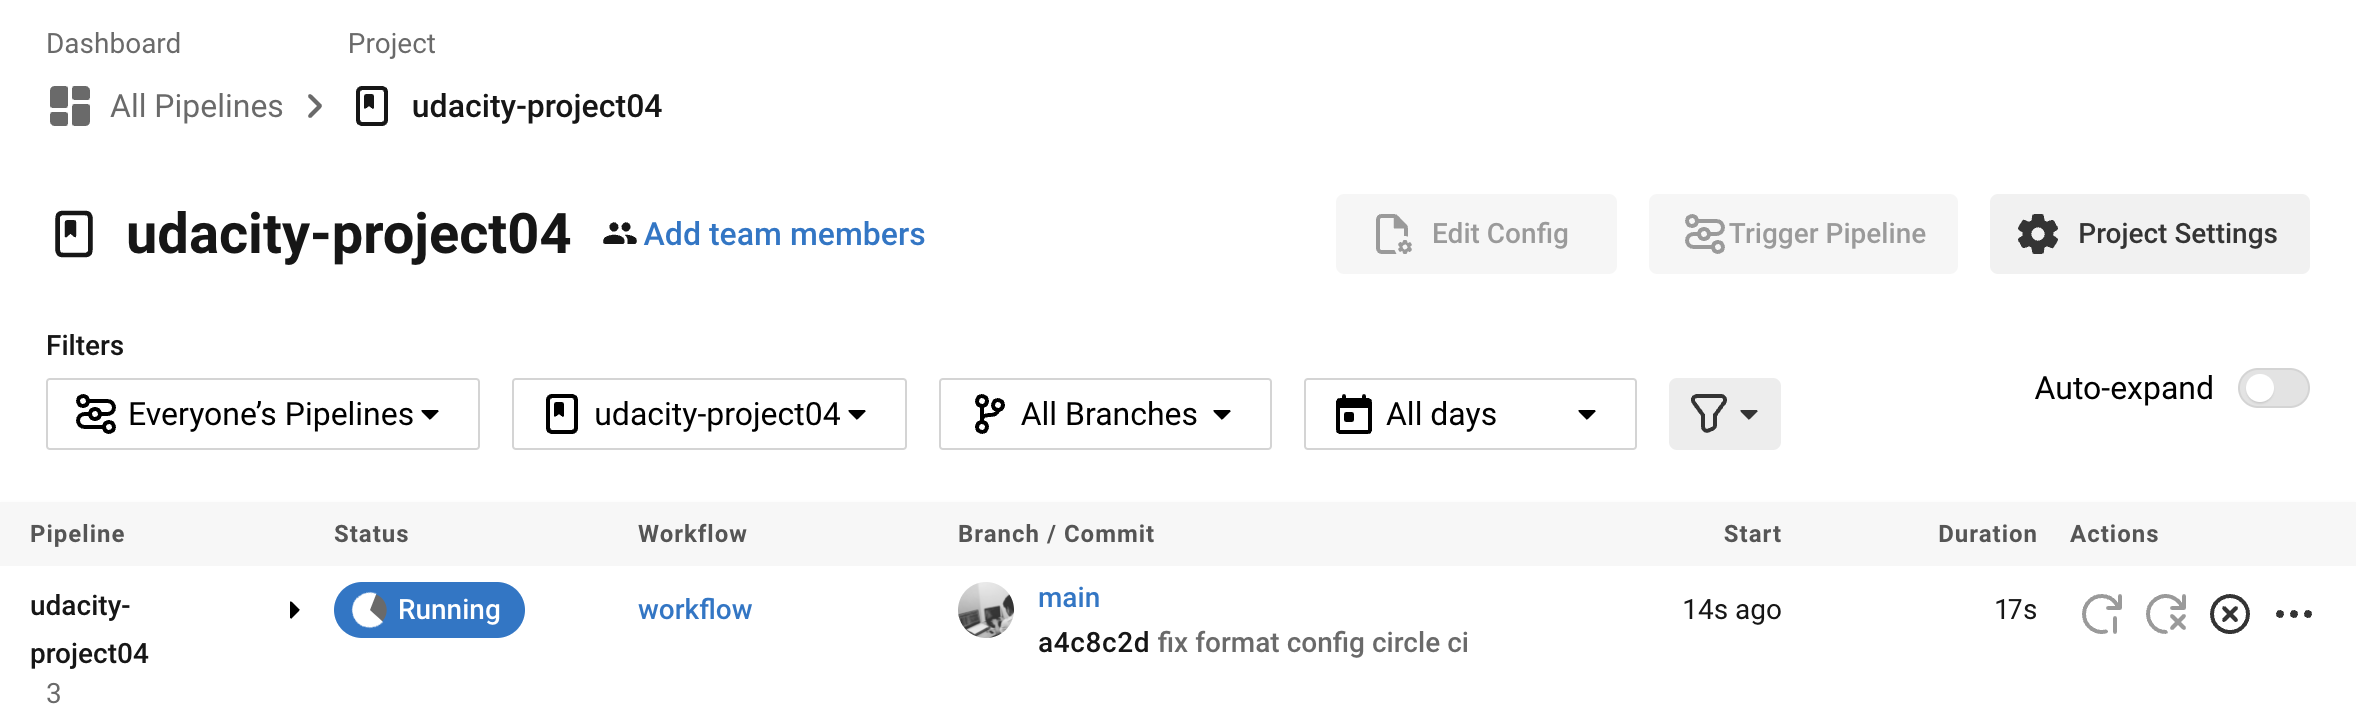 Dashboard
Project
All Pipelines
udacity-project04
udacity-project04
Add team members
Edit Config
Trigger Pipeline
Project Settings
Filters
Everyone’s Pipelines
udacity-project04
All Branches
All days
Auto-expand
Pipeline
Status
Workflow
Branch / Commit
Start
Duration
Actions
udacity-
project04
3
Running
workflow
main
a4c8c2d fix format config circle ci
14s ago
17s